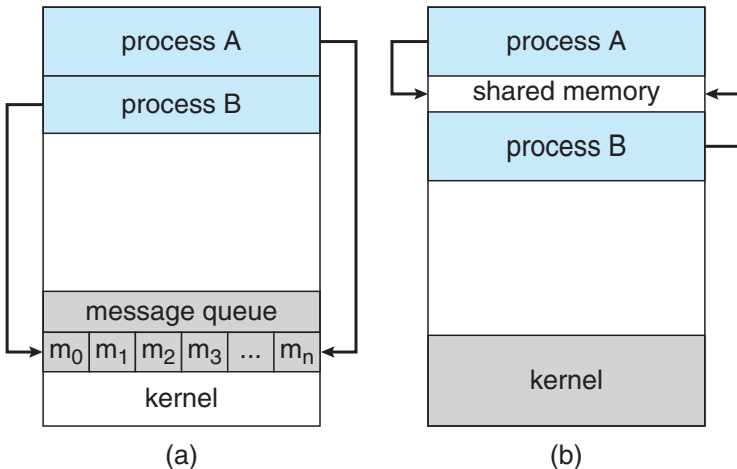 process A
process B
message queue
m0 m1 m2 m3 ... mn
kernel
(a)
process A
shared memory
process B
kernel
(b)